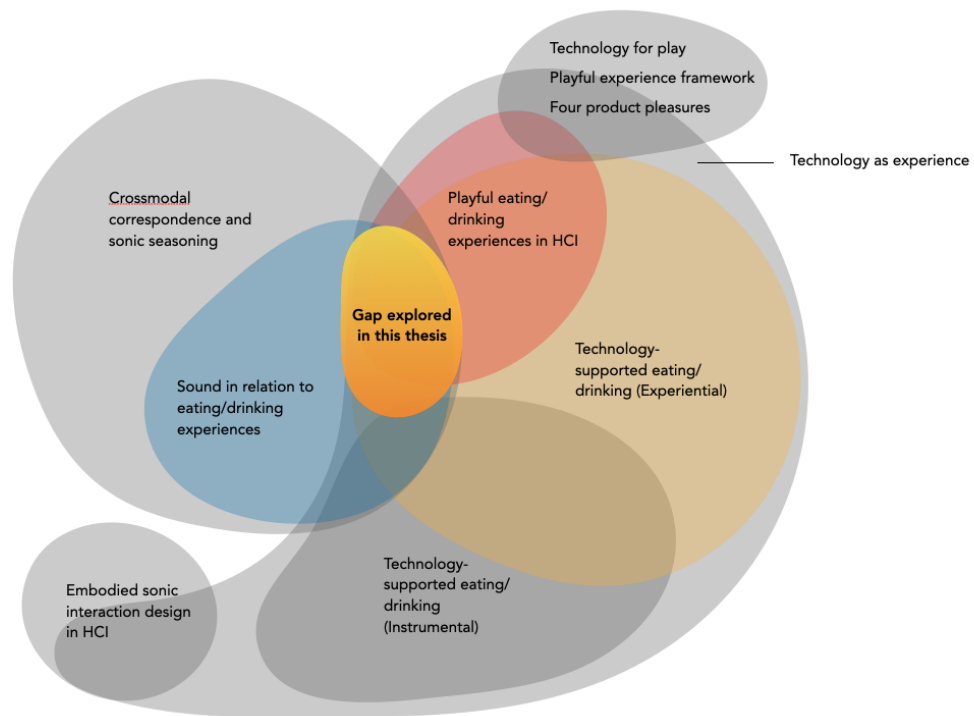 Technology for play
Playful experience framework
Four product pleasures
Technology as experience
Crossmodal
correspondence and
sonic seasoning
Playful eating/
drinking
experiences in HCI
Gap explored
in this thesis
Technology-
supported eating/
drinking (Experiential)
Sound in relation to
eating/drinking
experiences
Technology-
supported eating/
drinking
(Instrumental)
Embodied sonic
interaction design
in HCI